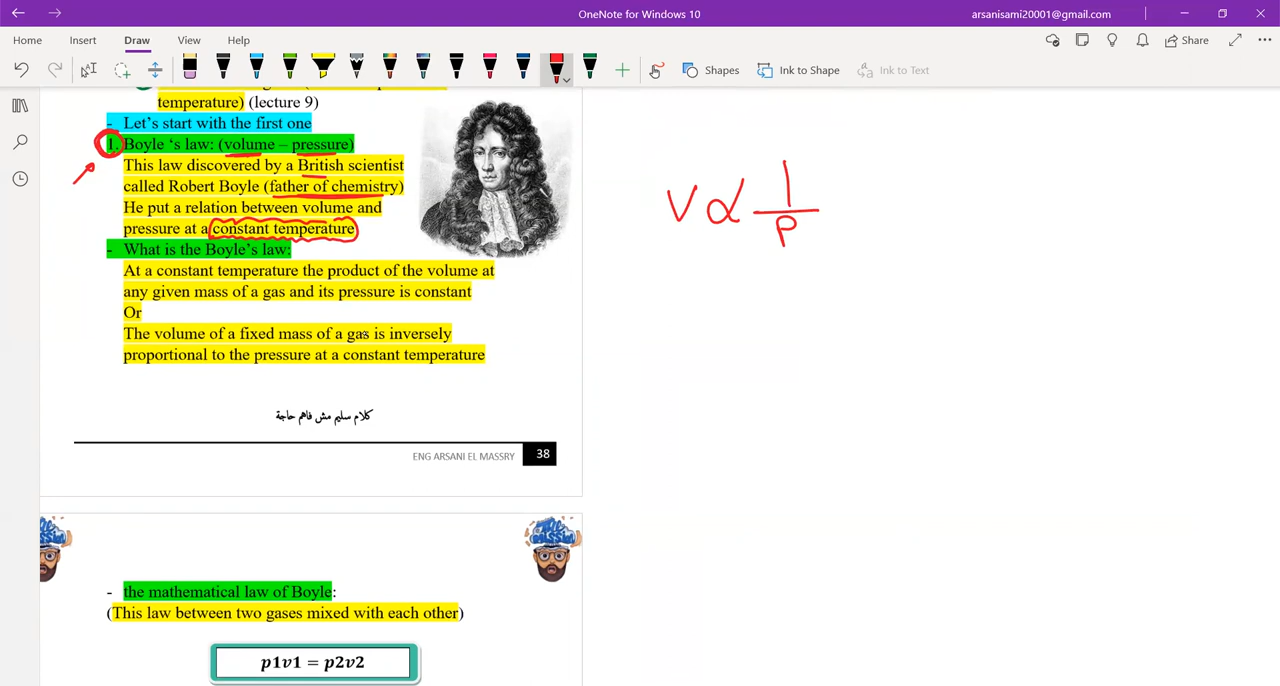 OneNote for Windows 10
arsanisami20001@gmail.com
Home
Insert
Draw
View
Help
Share
Shapes
Ink to Shape
Ink to Text
temperature) (lecture 9)
- Let's start with the first one
1. Boyle 's law: (volume – pressure)
This law discovered by a British scientist
called Robert Boyle (father of chemistry)
He put a relation between volume and
pressure at a constant temperature
- What is the Boyle's law:
At a constant temperature the product of the volume at
any given mass of a gas and its pressure is constant
Or
The volume of a fixed mass of a gas is inversely
proportional to the pressure at a constant temperature
كلام سليم مش فاهم حاجة
ENG ARSANI EL MASSRY 38
- the mathematical law of Boyle:
(This law between two gases mixed with each other)
p1v1 = p2v2
V ∝ 1/P